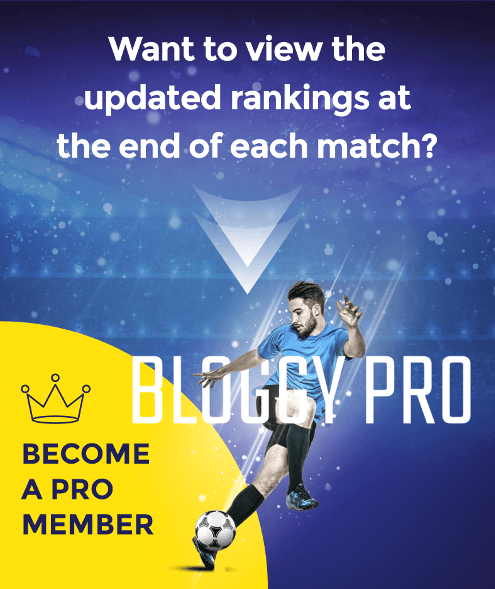 Want to view the
updated rankings at
the end of each match?
BLOGGY PRO
BECOME
A PRO
MEMBER